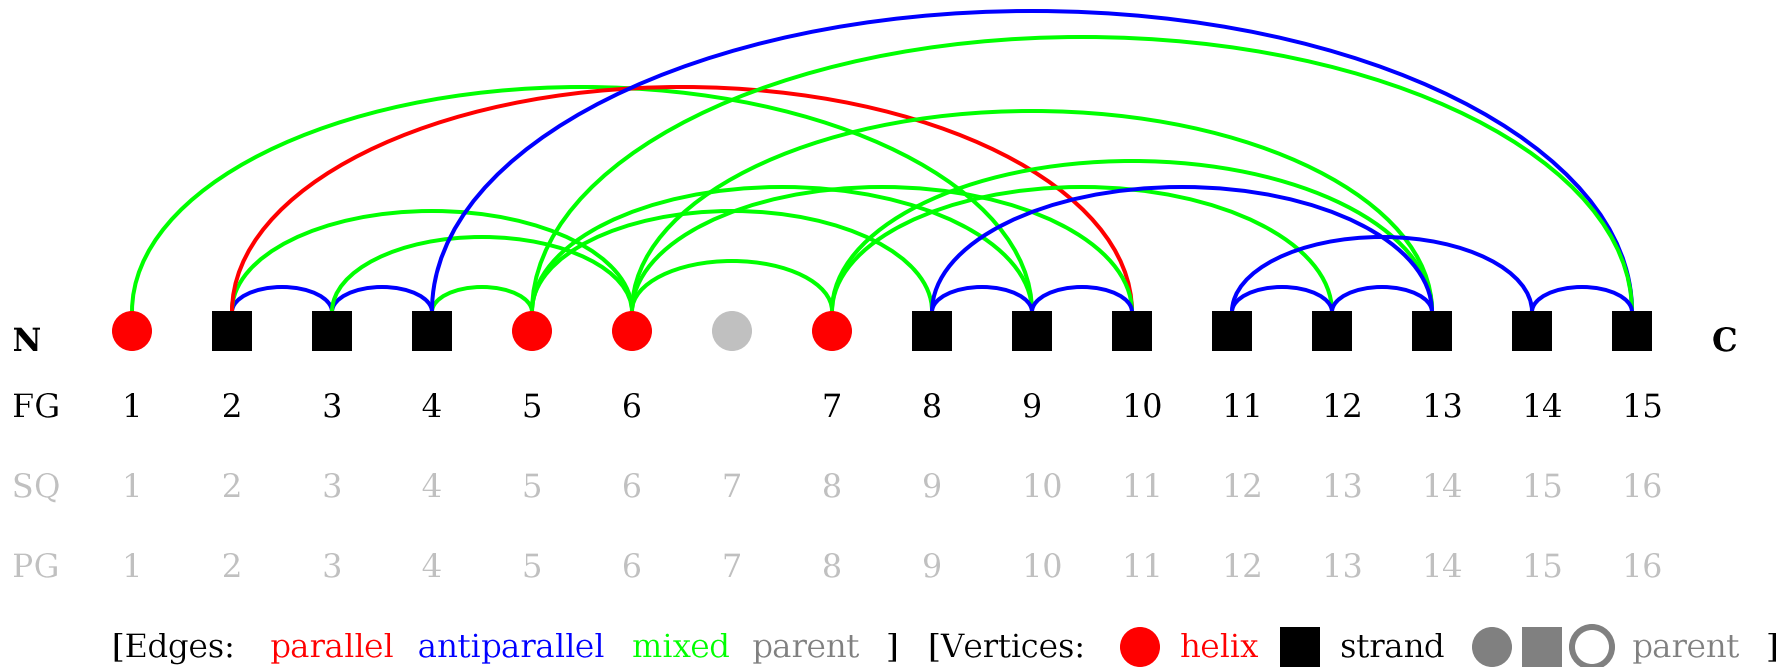 N C
FG 1 2 3 4 5 6 7 8 9 10 11 12 13 14 15
SQ 1 2 3 4 5 6 7 8 9 10 11 12 13 14 15 16
PG 1 2 3 4 5 6 7 8 9 10 11 12 13 14 15 16
[Edges: parallel antiparallel mixed parent ] [Vertices: helix strand parent ]